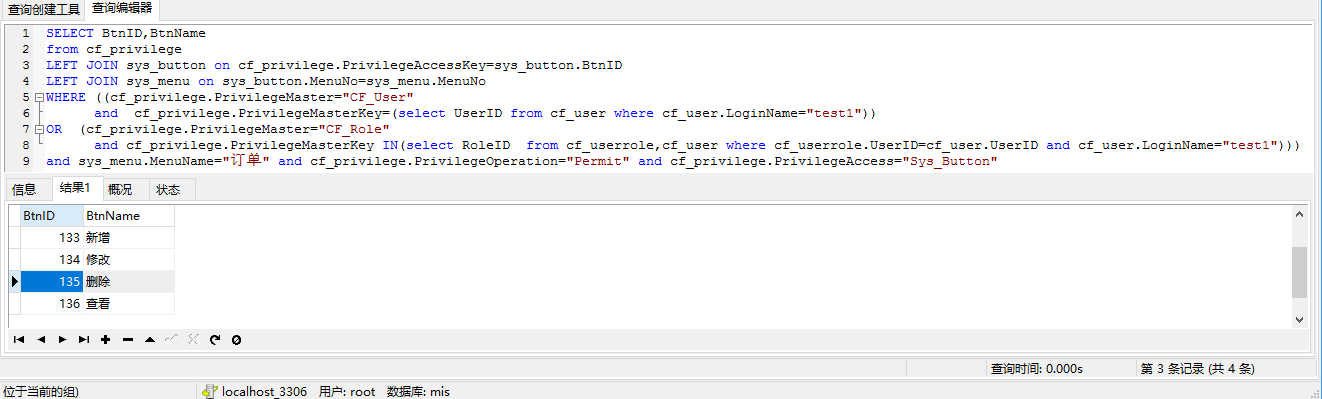 查询创建工具 查询编辑器
1 SELECT BtnID,BtnName
2 from cf_privilege
3 LEFT JOIN sys_button on cf_privilege.PrivilegeAccessKey=sys_button.BtnID
4 LEFT JOIN sys_menu on sys_button.MenuNo=sys_menu.MenuNo
5 WHERE ((cf_privilege.PrivilegeMaster="CF_User"
6 and cf_privilege.PrivilegeMasterKey=(select UserID from cf_user where cf_user.LoginName="test1"))
7 OR (cf_privilege.PrivilegeMaster="CF_Role"
8 and cf_privilege.PrivilegeMasterKey IN(select RoleID from cf_userrole,cf_user where cf_userrole.UserID=cf_user.UserID and cf_user.LoginName="test1")))
9 and sys_menu.MenuName="订单" and cf_privilege.PrivilegeOperation="Permit" and cf_privilege.PrivilegeAccess="Sys_Button"
信息 结果1 概况 状态
BtnID BtnName
133 新增
134 修改
135 删除
136 查看
查询时间: 0.000s 第 3 条记录 (共 4 条)
位于当前的组) localhost_3306 用户: root 数据库: mis